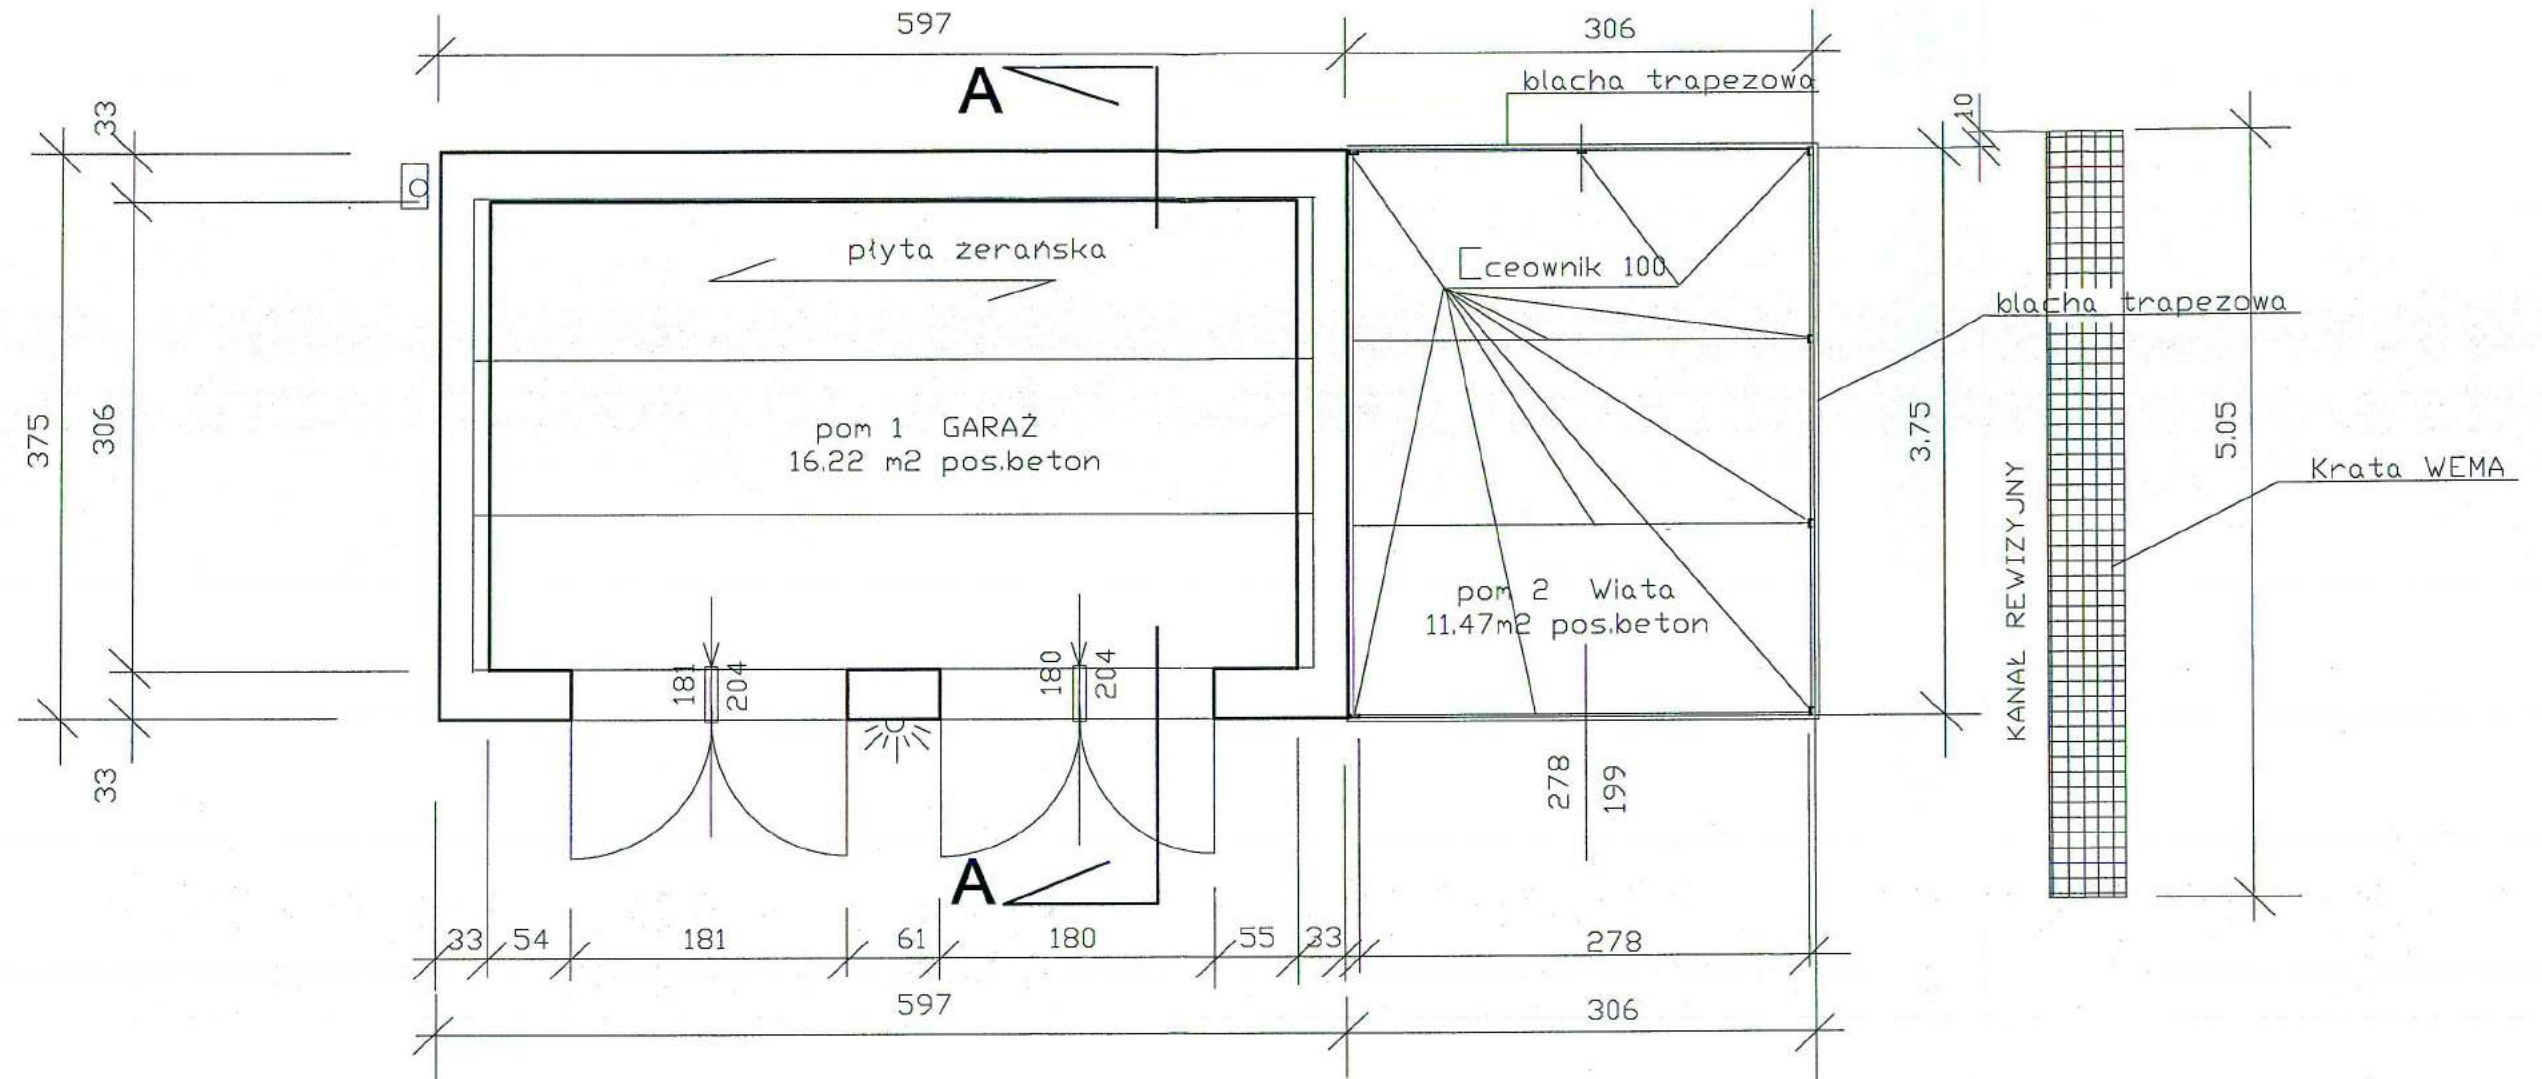 597
306
A
blacha trapezowa
33
10
płyta żerańska
ceownik 100
blacha trapezowa
375
306
pom 1 GARAŻ
16.22 m2 pos.beton
3.75
5.05
Krata WEMA
KANAŁ REWIZYJNY
pom 2 Wiata
11.47m2 pos.beton
181
204
180
204
33
278
199
A
33
54
181
61
180
55
33
278
597
306